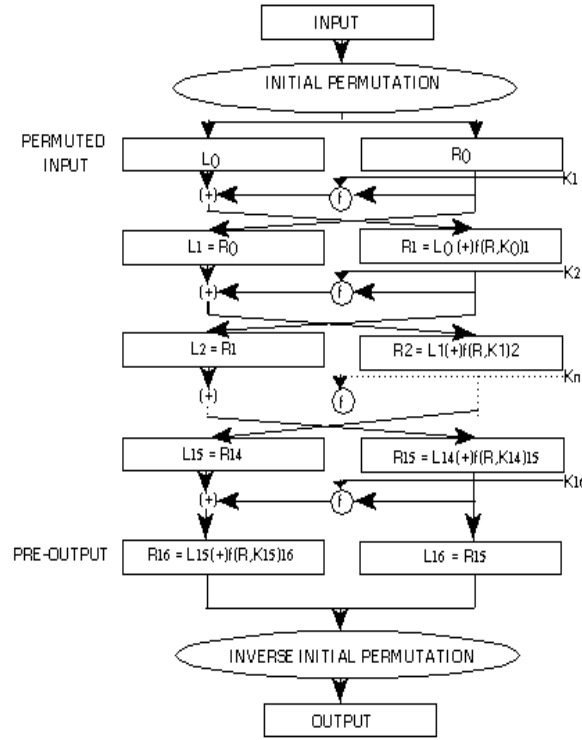 INPUT
INITIAL PERMUTATION
PERMUTED
INPUT
L0
R0
K1
(+)
f
L1 = R0
R1 = L0 (+)f(R,K0)1
K2
(+)
f
L2 = R1
R2 = L1(+)f(R,K1)2
Kn
(+)
f
L15 = R14
R15 = L14(+)f(R,K14)15
K16
(+)
f
PRE-OUTPUT
R16 = L15(+)f(R,K15)16
L16 = R15
INVERSE INITIAL PERMUTATION
OUTPUT